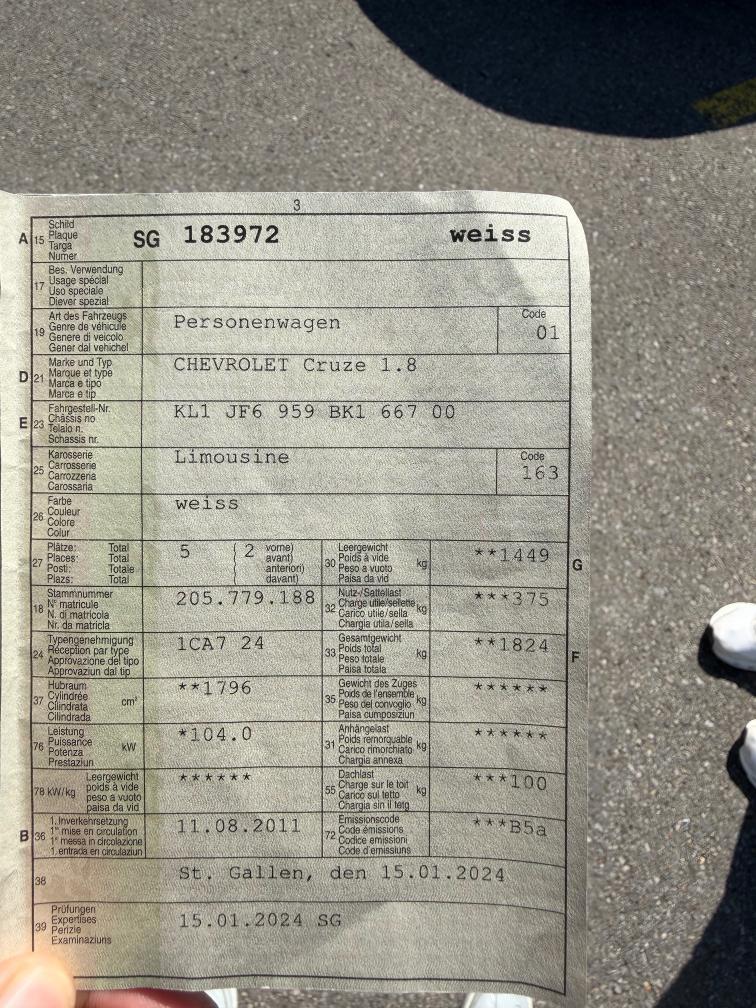 3
A 15 Schild Plaque Targa Numer SG 183972 weiss
17 Bes. Verwendung Usage spécial Uso speciale Diever spezial
19 Art des Fahrzeugs Genre de véhicule Genere di veicolo Gener dal vehichel Personenwagen Code 01
D 21 Marke und Typ Marque et type Marca e tipo Marca e tip CHEVROLET Cruze 1.8
E 23 Fahrgestell-Nr. Châssis no Telaio n. Schassis nr. KL1 JF6 959 BK1 667 00
25 Karosserie Carrosserie Carrozzeria Carossaria Limousine Code 163
26 Farbe Couleur Colore Colur weiss
27 Plätze: Total Places: Total Posti: Totale Plazs: Total 5 ( 2 vorne) avant) anteriori) davant) 30 Leergewicht Poids à vide Peso a vuoto Paisa da vid kg **1449 G
18 Stammnummer N° matricule N. di matricola Nr. da matricla 205.779.188 32 Nutz-/Sattellast Charge utile/sellette Carico utile/sella Chargia utila/sella kg ***375
24 Typengenehmigung Réception par type Approvazione del tipo Approvaziun dal tip 1CA7 24 33 Gesamtgewicht Poids total Peso totale Paisa totala kg **1824 F
37 Hubraum Cylindrée Cilindrata Cilindrada cm³ **1796 35 Gewicht des Zuges Poids de l'ensemble Peso del convoglio Paisa cumposiziun kg ******
76 Leistung Puissance Potenza Prestaziun kW *104.0 31 Anhängelast Poids remorquable Carico rimorchiato Chargia annexa kg ******
78 kW/kg Leergewicht poids à vide peso a vuoto paisa da vid ****** 55 Dachlast Charge sur le toit Carico sul tetto Chargia sin il tetg kg ***100
B 36 1. Inverkehrsetzung 1re mise en circulation 1a messa in circolazione 1. entrada en circulaziun 11.08.2011 72 Emissionscode Code émissions Codice emissioni Code d'emissiuns ***B5a
38 St. Gallen, den 15.01.2024
39 Prüfungen Expertises Perizie Examinaziuns 15.01.2024 SG